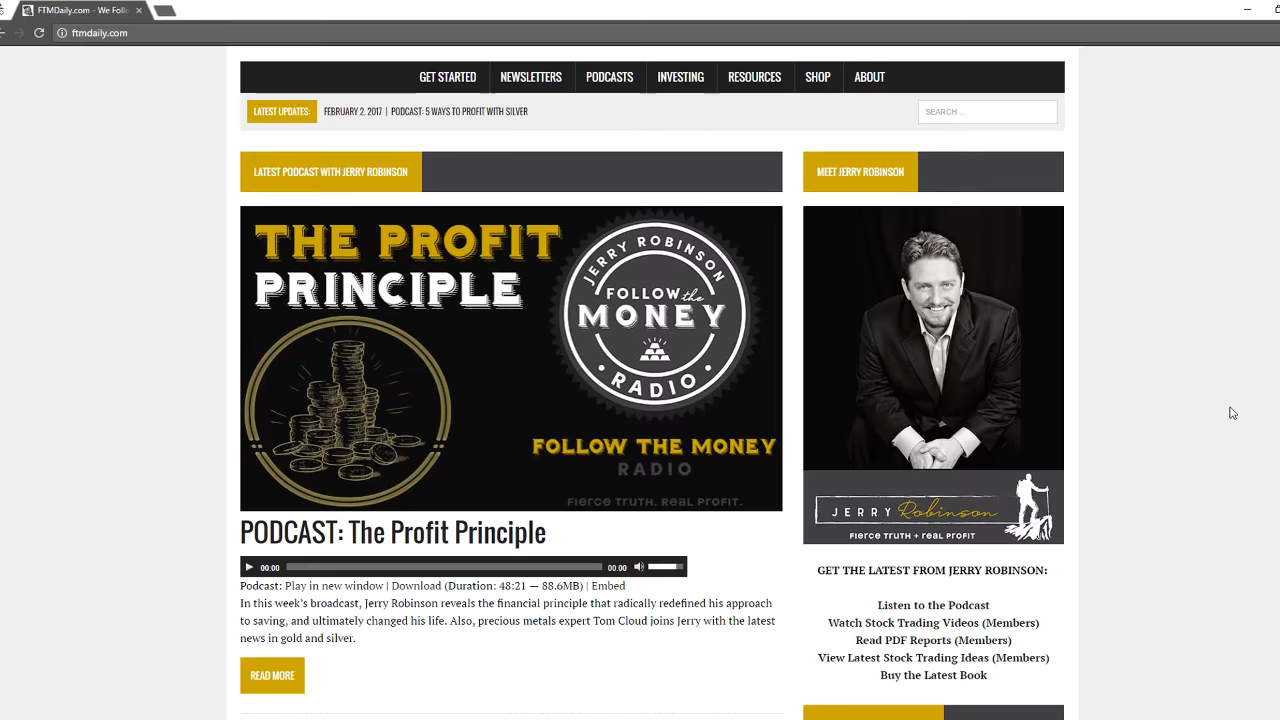 FTMDaily.com - We Follo
ftmdaily.com
GET STARTED
NEWSLETTERS
PODCASTS
INVESTING
RESOURCES
SHOP
ABOUT
LATEST UPDATES:
FEBRUARY 2, 2017 | PODCAST: 5 WAYS TO PROFIT WITH SILVER
SEARCH ...
LATEST PODCAST WITH JERRY ROBINSON
THE PROFIT
PRINCIPLE
JERRY ROBINSON
FOLLOW the
MONEY
RADIO
FOLLOW THE MONEY
RADIO
FIERCE TRUTH. REAL PROFIT.
PODCAST: The Profit Principle
00:00
00:00
Podcast: Play in new window | Download (Duration: 48:21 — 88.6MB) | Embed
In this week's broadcast, Jerry Robinson reveals the financial principle that radically redefined his approach
to saving, and ultimately changed his life. Also, precious metals expert Tom Cloud joins Jerry with the latest
news in gold and silver.
READ MORE
MEET JERRY ROBINSON
JERRY Robinson
FIERCE TRUTH + REAL PROFIT
GET THE LATEST FROM JERRY ROBINSON:
Listen to the Podcast
Watch Stock Trading Videos (Members)
Read PDF Reports (Members)
View Latest Stock Trading Ideas (Members)
Buy the Latest Book